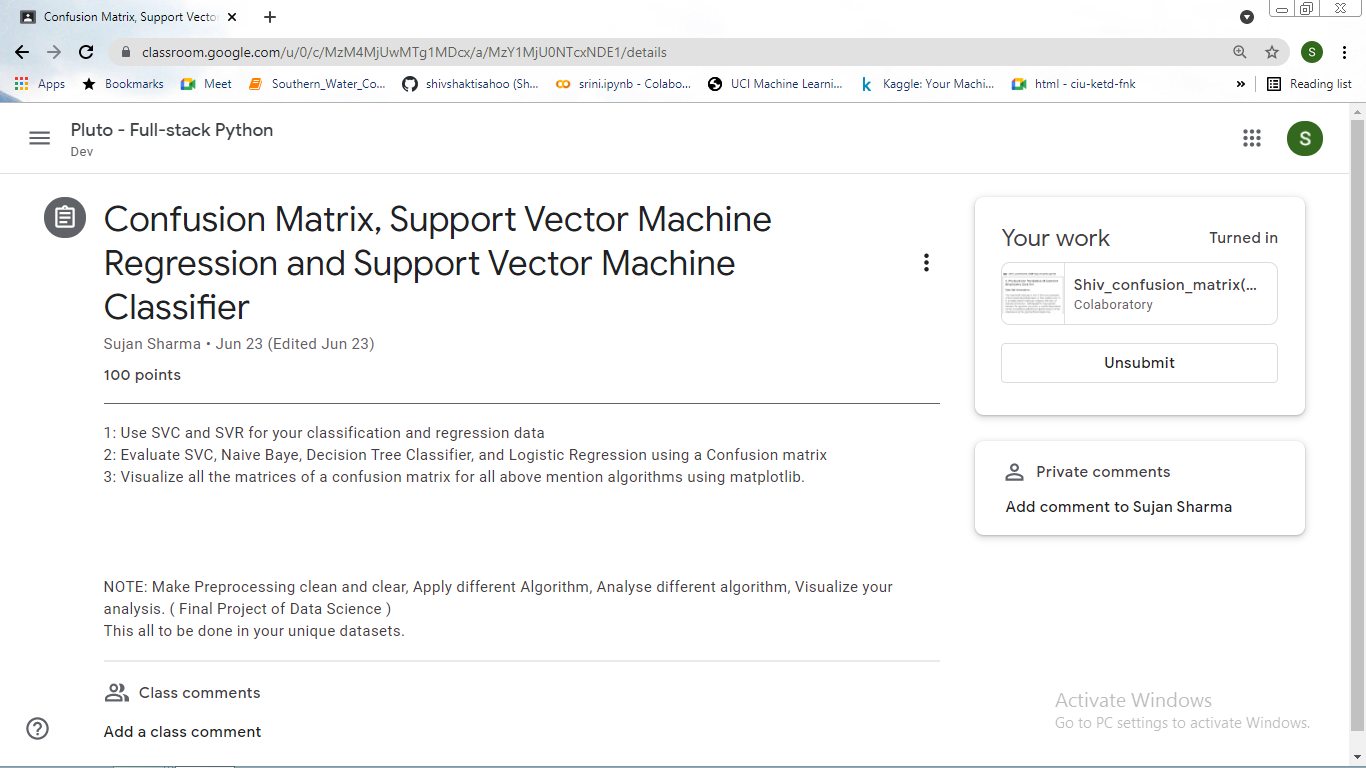 Confusion Matrix, Support Vector
classroom.google.com/u/0/c/MzM4MjUwMTg1MDcx/a/MzY1MjU0NTcxNDE1/details
S
Apps
Bookmarks
Meet
Southern_Water_Co...
shivshaktisahoo (Sh...
srini.ipynb - Colabo...
UCI Machine Learni...
Kaggle: Your Machi...
html - ciu-ketd-fnk
»
Reading list
Pluto - Full-stack Python
Dev
S
Confusion Matrix, Support Vector Machine
Regression and Support Vector Machine
Classifier
Sujan Sharma • Jun 23 (Edited Jun 23)
100 points
1: Use SVC and SVR for your classification and regression data
2: Evaluate SVC, Naive Baye, Decision Tree Classifier, and Logistic Regression using a Confusion matrix
3: Visualize all the matrices of a confusion matrix for all above mention algorithms using matplotlib.
NOTE: Make Preprocessing clean and clear, Apply different Algorithm, Analyse different algorithm, Visualize your
analysis. ( Final Project of Data Science )
This all to be done in your unique datasets.
Class comments
Add a class comment
Your work
Turned in
Shiv_confusion_matrix(...
Colaboratory
Unsubmit
Private comments
Add comment to Sujan Sharma
Activate Windows
Go to PC settings to activate Windows.